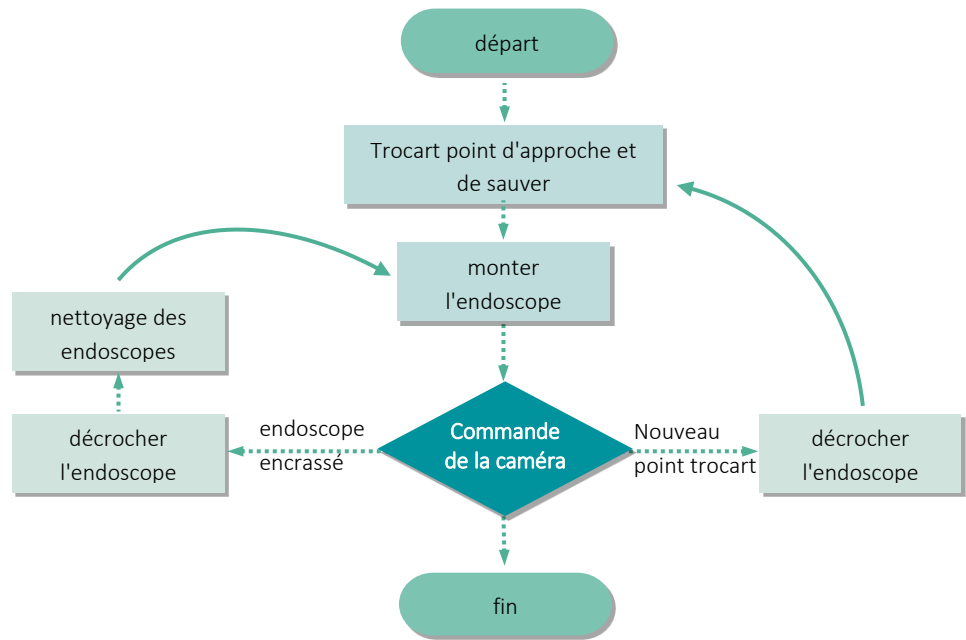 départ
Trocart point d'approche et
de sauver
monter
l'endoscope
nettoyage des
endoscopes
décrocher
l'endoscope
endoscope
encrassé
Commande
de la caméra
Nouveau
point trocart
décrocher
l'endoscope
fin